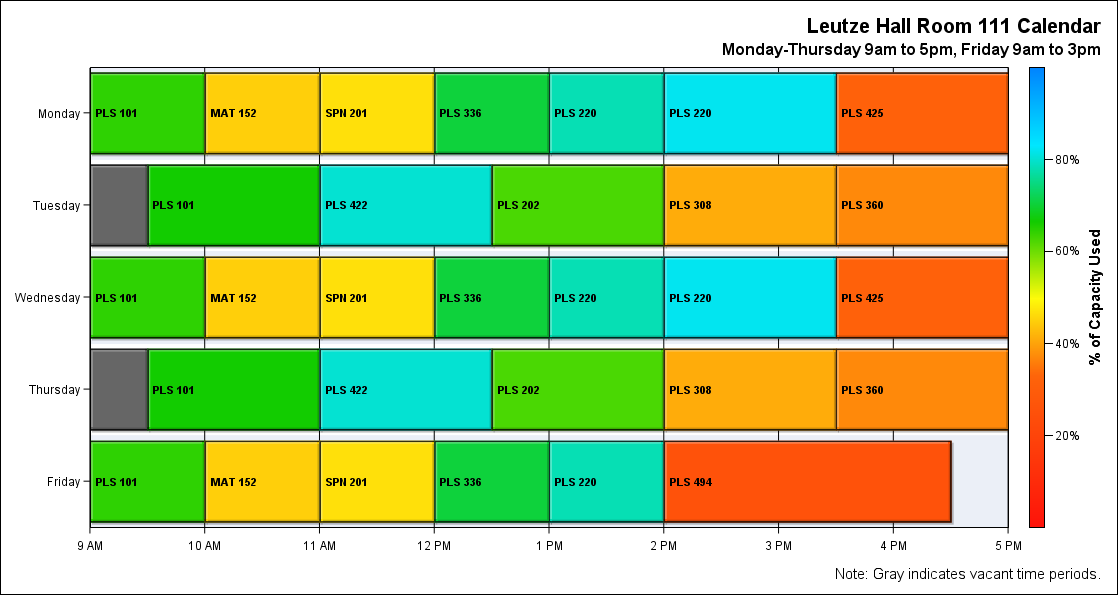 Leutze Hall Room 111 Calendar
Monday-Thursday 9am to 5pm, Friday 9am to 3pm
Monday PLS 101 MAT 152 SPN 201 PLS 336 PLS 220 PLS 220 PLS 425
Tuesday PLS 101 PLS 422 PLS 202 PLS 308 PLS 360
Wednesday PLS 101 MAT 152 SPN 201 PLS 336 PLS 220 PLS 220 PLS 425
Thursday PLS 101 PLS 422 PLS 202 PLS 308 PLS 360
Friday PLS 101 MAT 152 SPN 201 PLS 336 PLS 220 PLS 494
9 AM 10 AM 11 AM 12 PM 1 PM 2 PM 3 PM 4 PM 5 PM
80%
60%
40%
20%
% of Capacity Used
Note: Gray indicates vacant time periods.